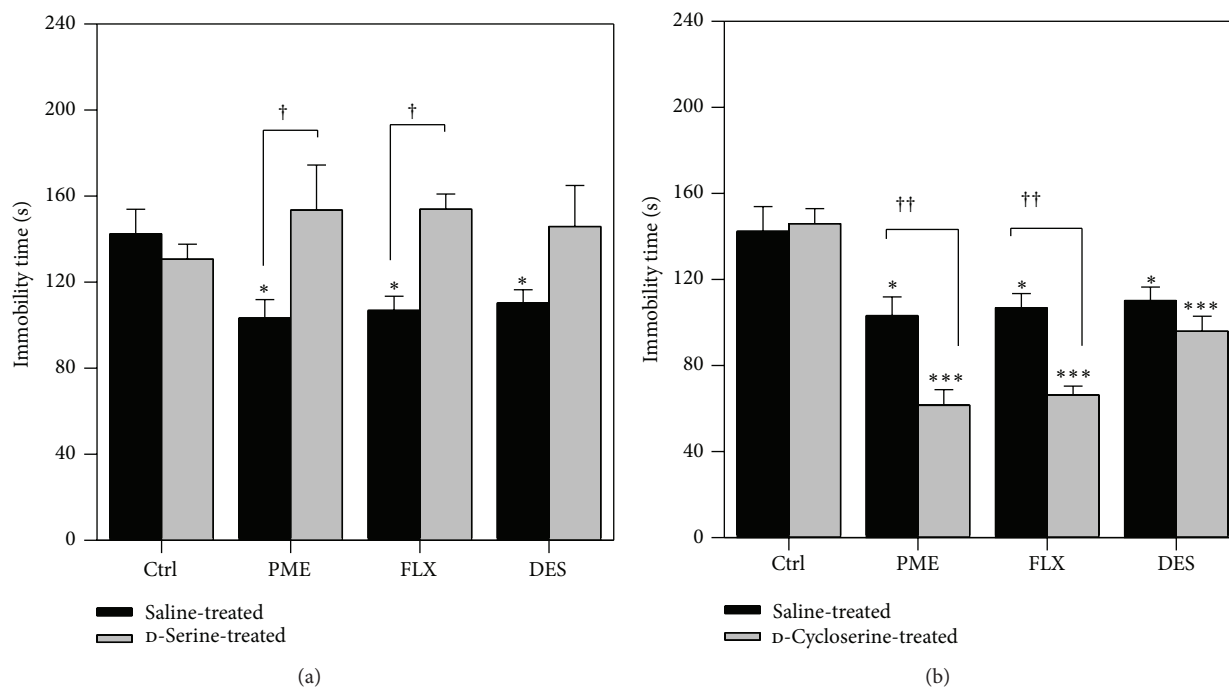 240
200
160
120
80
40
0
Immobility time (s)
†
†
*
*
*
Ctrl
PME
FLX
DES
Saline-treated
D-Serine-treated
(a)
240
200
160
120
80
40
0
Immobility time (s)
††
††
*
*
*
***
***
***
Ctrl
PME
FLX
DES
Saline-treated
D-Cycloserine-treated
(b)